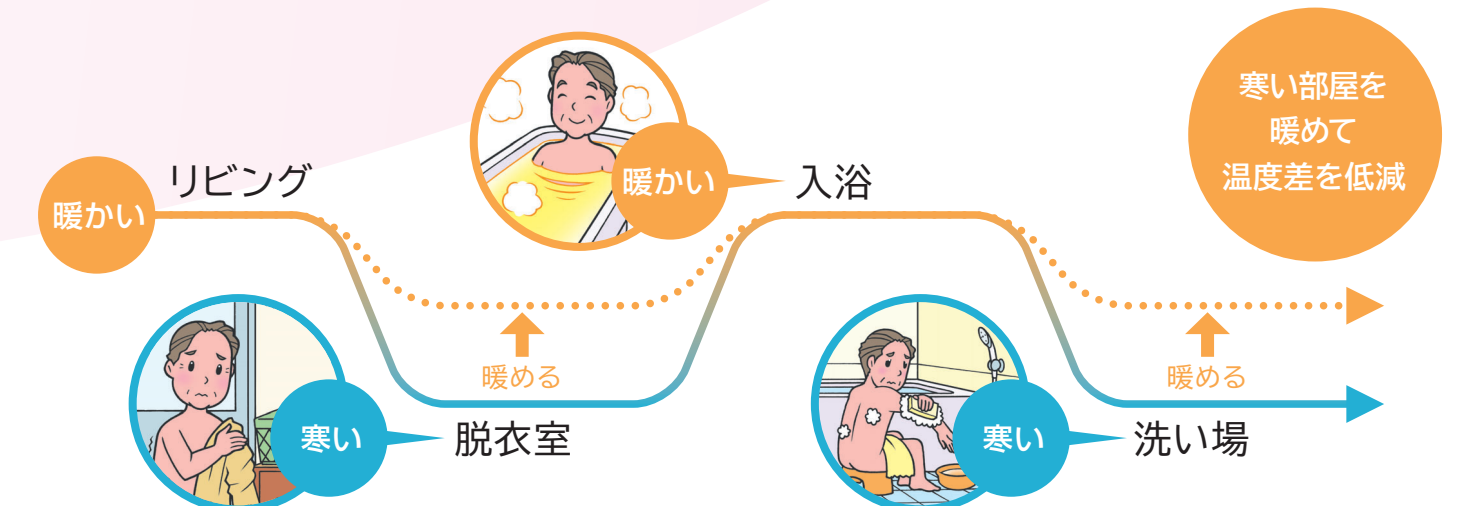 暖かい
リビング
暖かい
入浴
寒い部屋を
暖めて
温度差を低減
暖める
暖める
寒い
脱衣室
寒い
洗い場